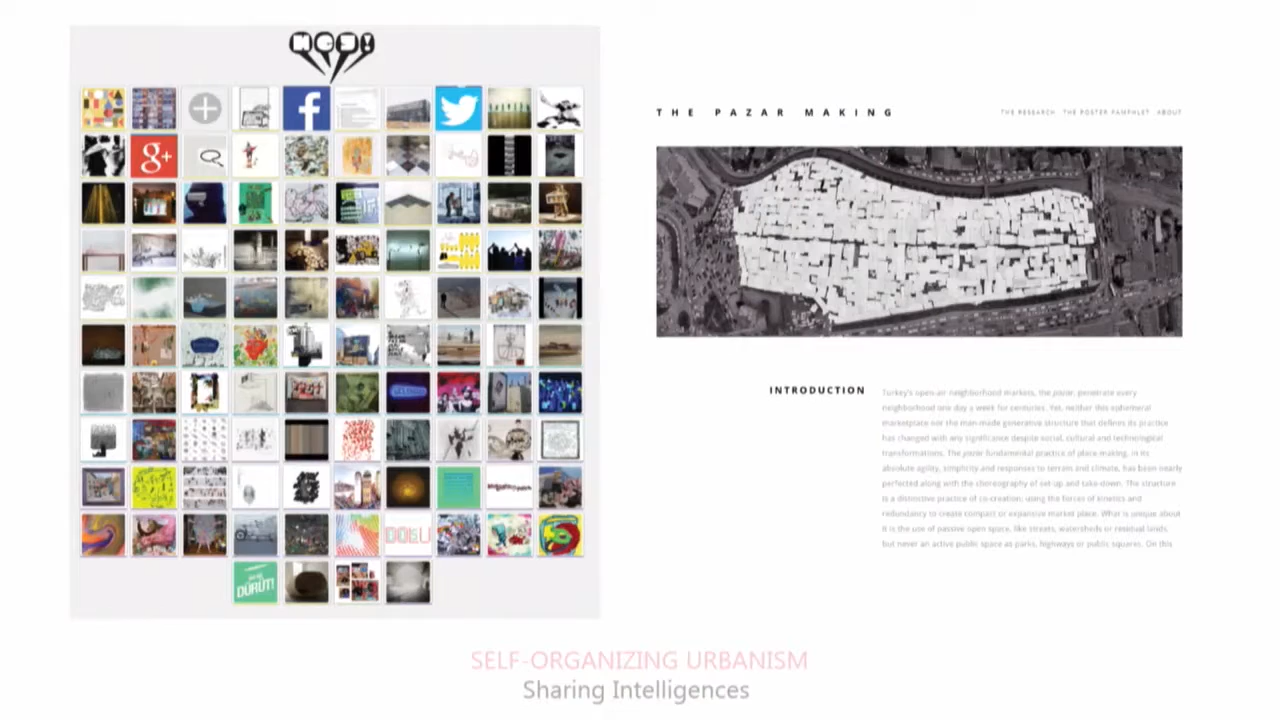 f
g+
DOLU
DÜRÜT!
THE PAZAR MAKING
THE RESEARCH THE POSTER PAMPHLET ABOUT
INTRODUCTION
Turkey's open-air neighborhood markets, the pazar, penetrate every
neighborhood one day a week for centuries. Yet, neither this ephemeral
marketplace nor the man-made generative structure that defines its practice
has changed with any significance despite social, cultural and technological
transformations. The pazar fundamental practice of place making, in its
absolute agility, simplicity and responses to terrain and climate, has been nearly
perfected along with the choreography of set-up and take-down. The structure
is a distinctive practice of co-creation; using the forces of kinetics and
redundancy to create compact or expansive market place. What is unique about
it is the use of passive open space, like streets, watersheds or residual lands,
but never an active public space as parks, highways or public squares. On this
SELF-ORGANIZING URBANISM
Sharing Intelligences